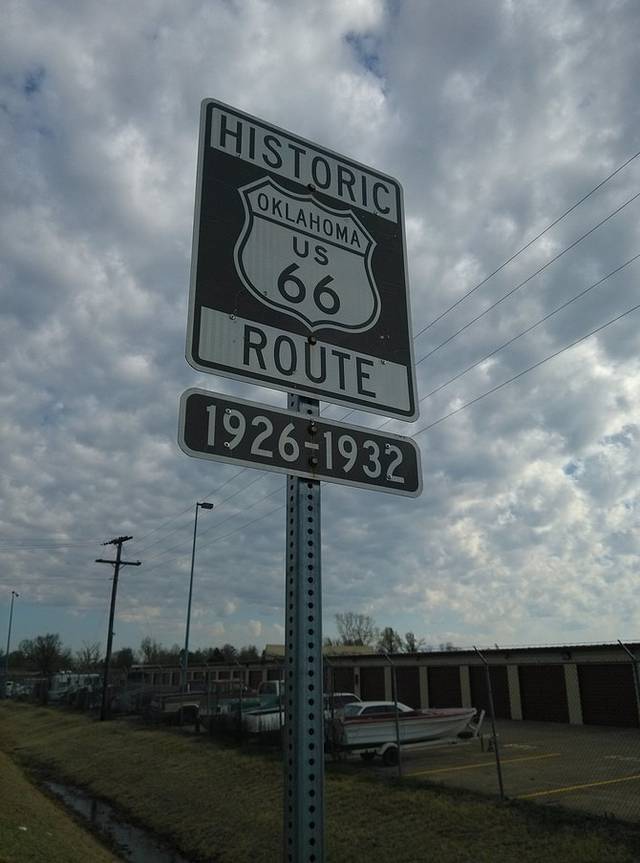 HISTORIC
OKLAHOMA
US
66
ROUTE
1926-1932